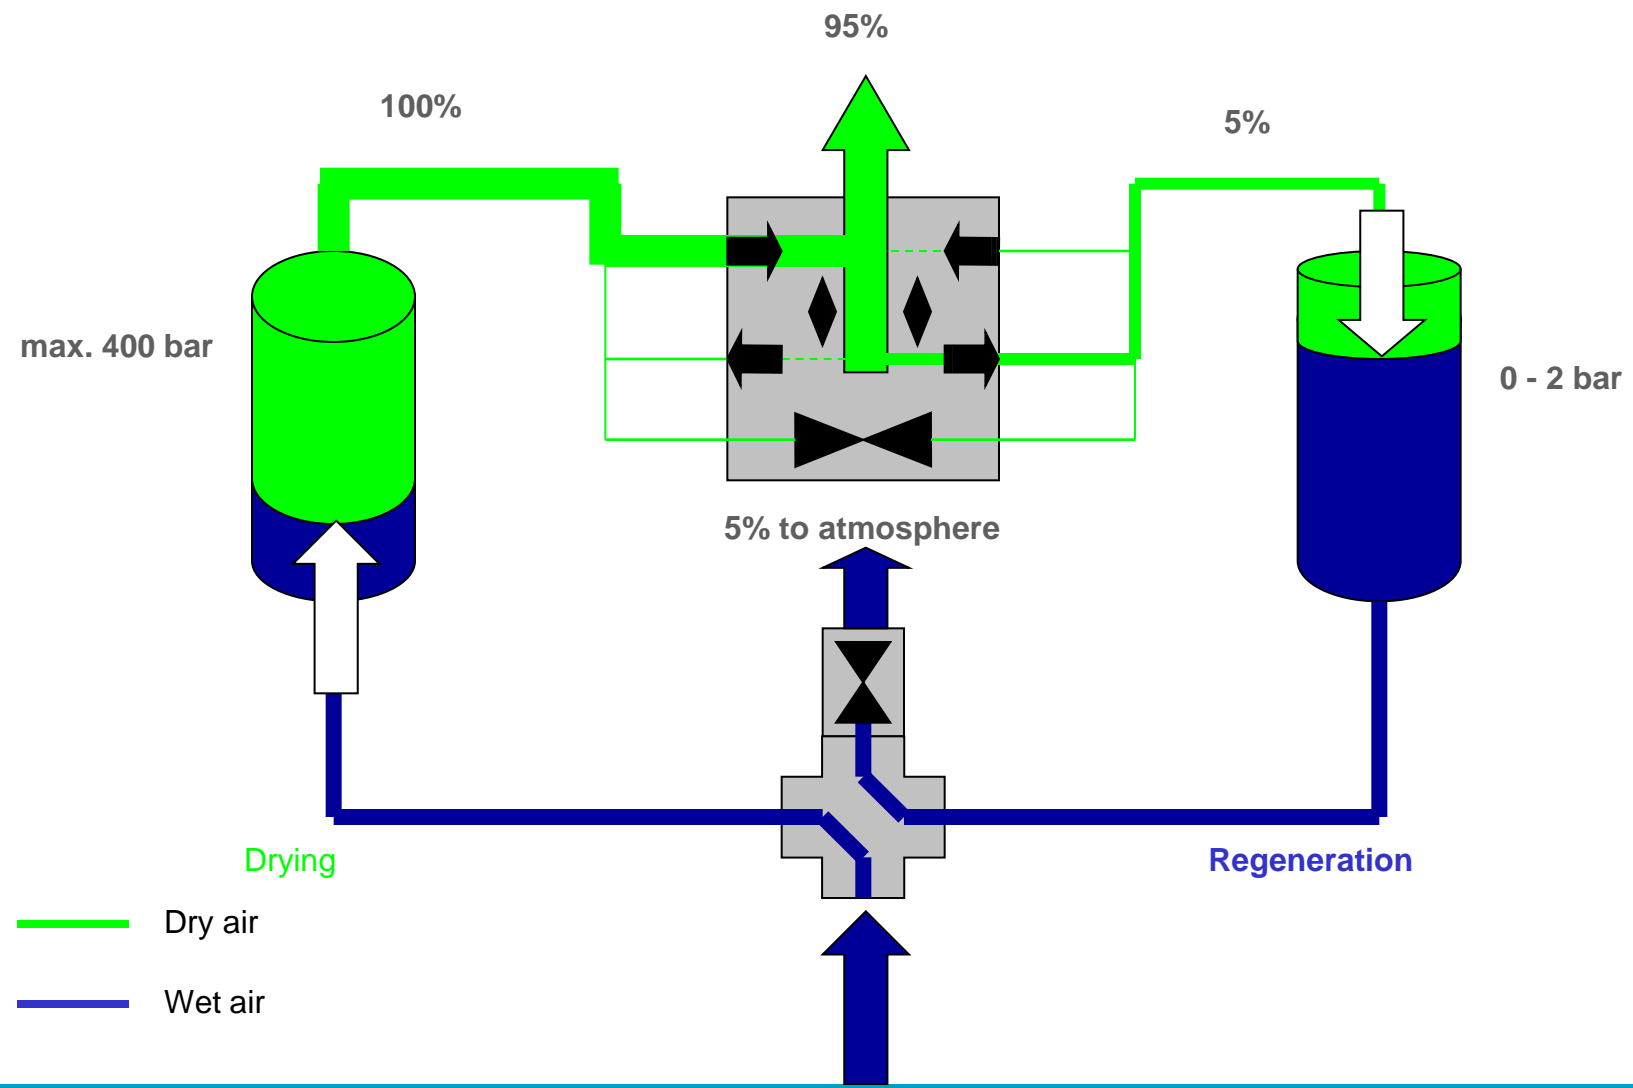 95%
100%
5%
max. 400 bar
0 - 2 bar
5% to atmosphere
Drying
Regeneration
Dry air
Wet air